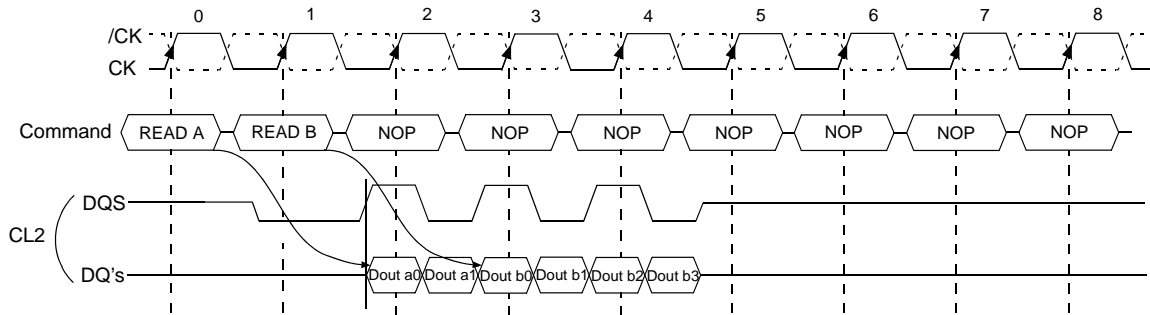 0 1 2 3 4 5 6 7 8
/CK
CK
Command READ A READ B NOP NOP NOP NOP NOP NOP NOP
DQS
CL2
DQ's Dout a0 Dout a1 Dout b0 Dout b1 Dout b2 Dout b3